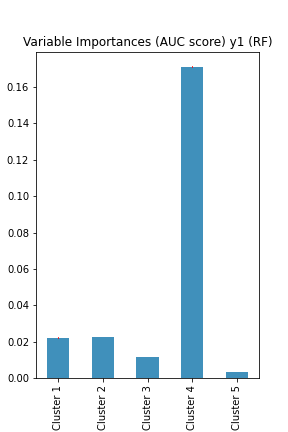 Variable Importances (AUC score) y1 (RF)
0.16
0.14
0.12
0.10
0.08
0.06
0.04
0.02
0.00
Cluster 1
Cluster 2
Cluster 3
Cluster 4
Cluster 5